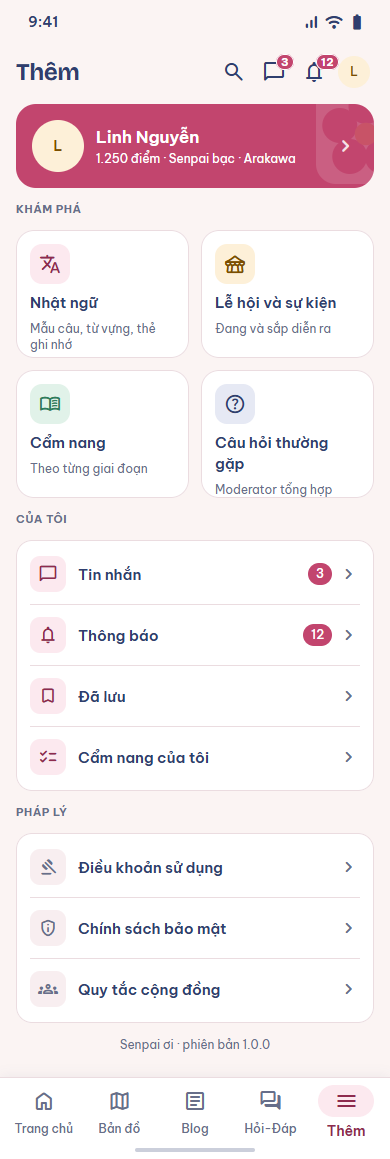 9:41
Thêm
3
12
L
L
Linh Nguyễn
1.250 điểm · Senpai bạc · Arakawa
KHÁM PHÁ
Nhật ngữ
Mẫu câu, từ vựng, thẻ
ghi nhớ
Lễ hội và sự kiện
Đang và sắp diễn ra
Cẩm nang
Theo từng giai đoạn
Câu hỏi thường
gặp
Moderator tổng hợp
CỦA TÔI
Tin nhắn
3
Thông báo
12
Đã lưu
Cẩm nang của tôi
PHÁP LÝ
Điều khoản sử dụng
Chính sách bảo mật
Quy tắc cộng đồng
Senpai ơi · phiên bản 1.0.0
Trang chủ
Bản đồ
Blog
Hỏi-Đáp
Thêm